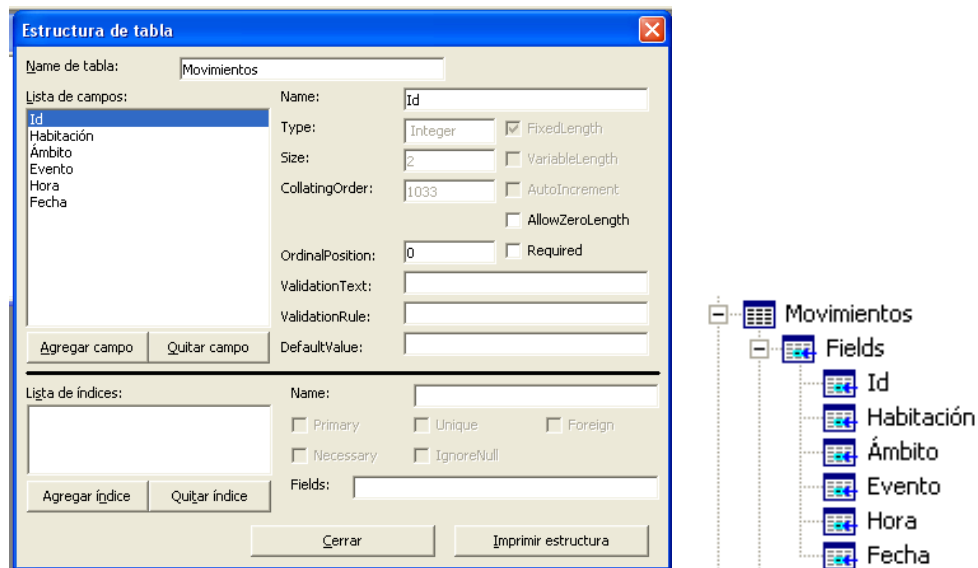 Estructura de tabla
Name de tabla: Movimientos
Lista de campos:
Id
Habitación
Ámbito
Evento
Hora
Fecha
Agregar campo Quitar campo
Name: Id
Type: Integer FixedLength
Size: 2 VariableLength
CollatingOrder: 1033 AutoIncrement
AllowZeroLength
OrdinalPosition: 0 Required
ValidationText:
ValidationRule:
DefaultValue:
Lista de índices:
Agregar índice Quitar índice
Name:
Primary Unique Foreign
Necessary IgnoreNull
Fields:
Cerrar Imprimir estructura
Movimientos
Fields
Id
Habitación
Ámbito
Evento
Hora
Fecha